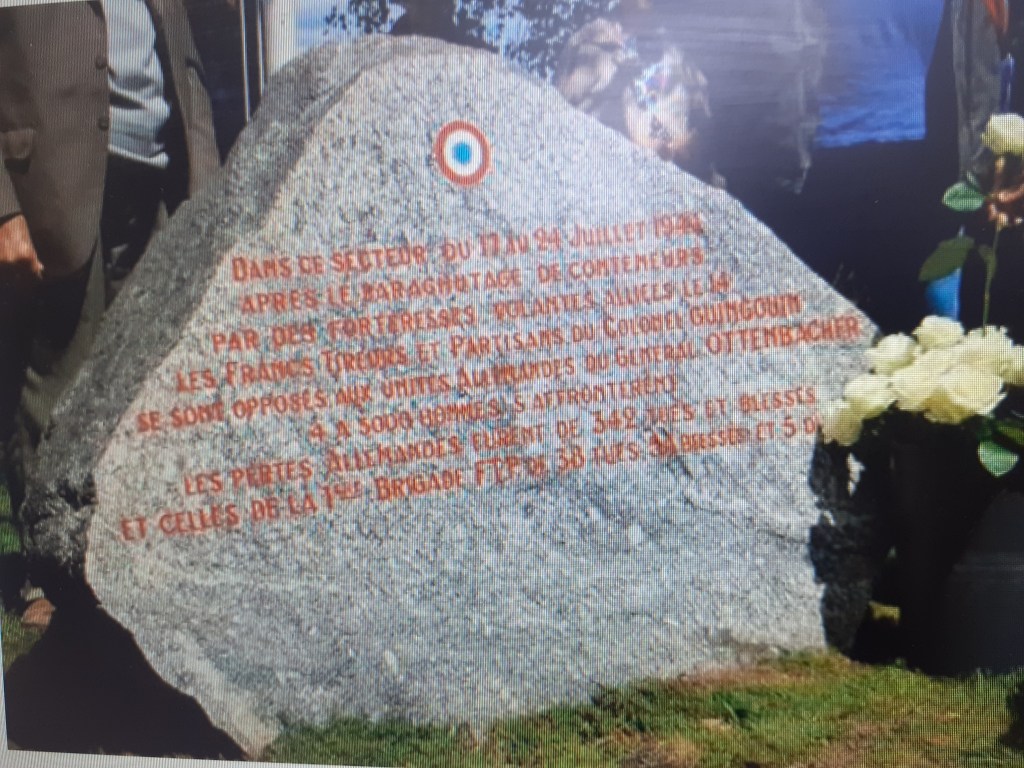 DANS CE SECTEUR DU 17 AU 24 JUILLET 1944
APRES LE PARACHUTAGE DE CONTENEURS
PAR DES FORTERESSES VOLANTES ALLIEES LE 14
LES FRANCS TIREURS ET PARTISANS DU COLONEL GUINGOUIN
SE SONT OPPOSES AUX UNITES ALLEMANDES DU GENERAL OTTENBACHER
4 A 5000 HOMMES S'AFFRONTERENT
LES PERTES ALLEMANDES FURENT DE 342 TUES ET BLESSES
ET CELLES DE LA 1ERE BRIGADE FTP DE 38 TUES BLESSES ET 5 DI